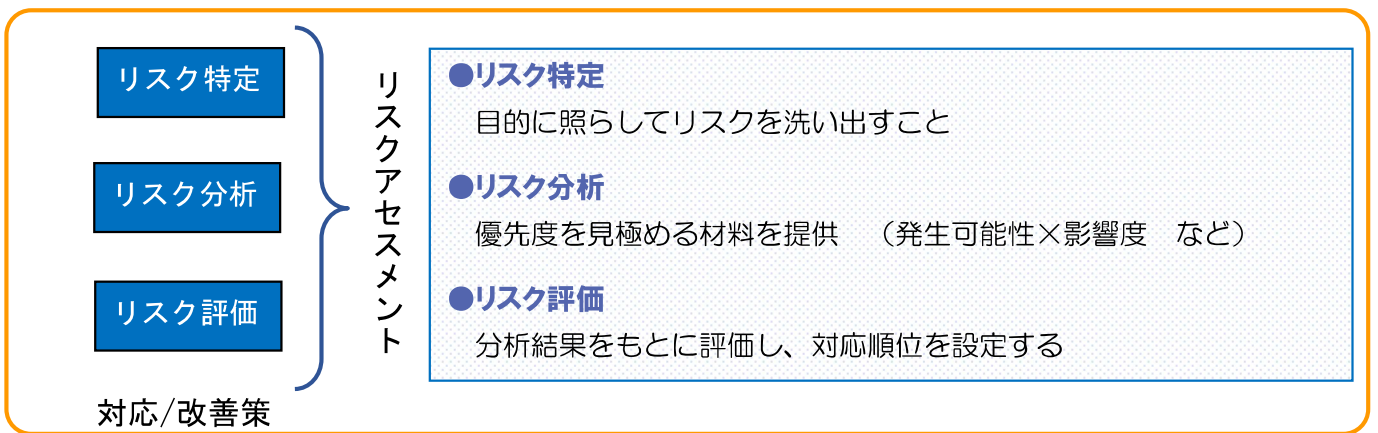 リスク特定
リスク分析
リスク評価
対応/改善策
リスクアセスメント
●リスク特定
目的に照らしてリスクを洗い出すこと
●リスク分析
優先度を見極める材料を提供　（発生可能性×影響度　など）
●リスク評価
分析結果をもとに評価し、対応順位を設定する